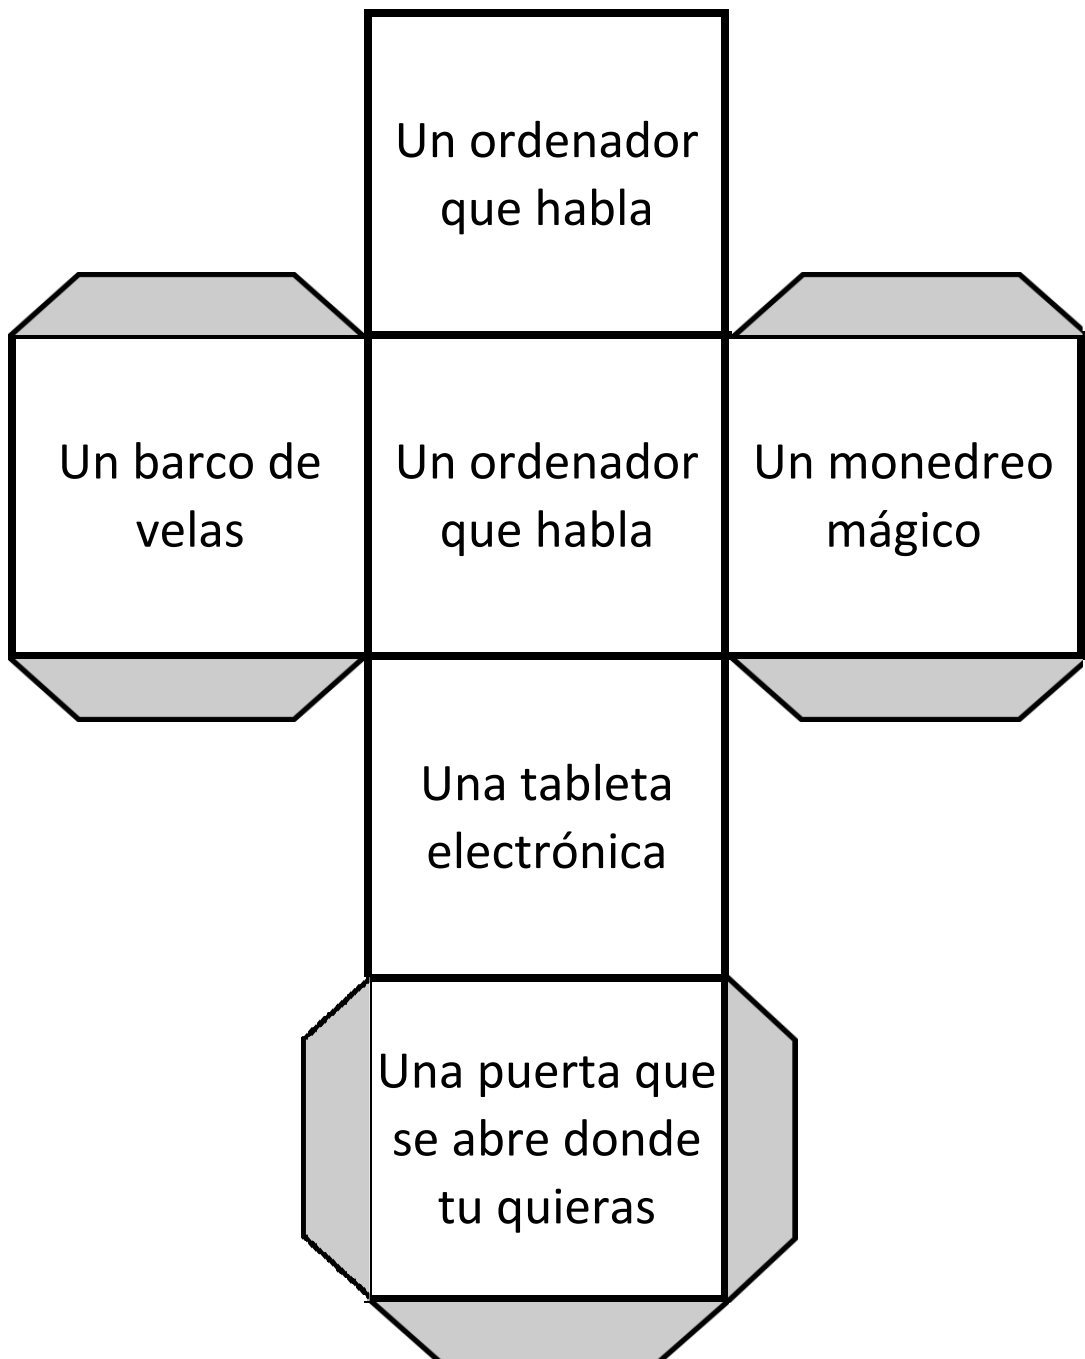 Un ordenador
que habla
Un barco de
velas
Un ordenador
que habla
Un monedreo
mágico
Una tableta
electrónica
Una puerta que
se abre donde
tu quieras